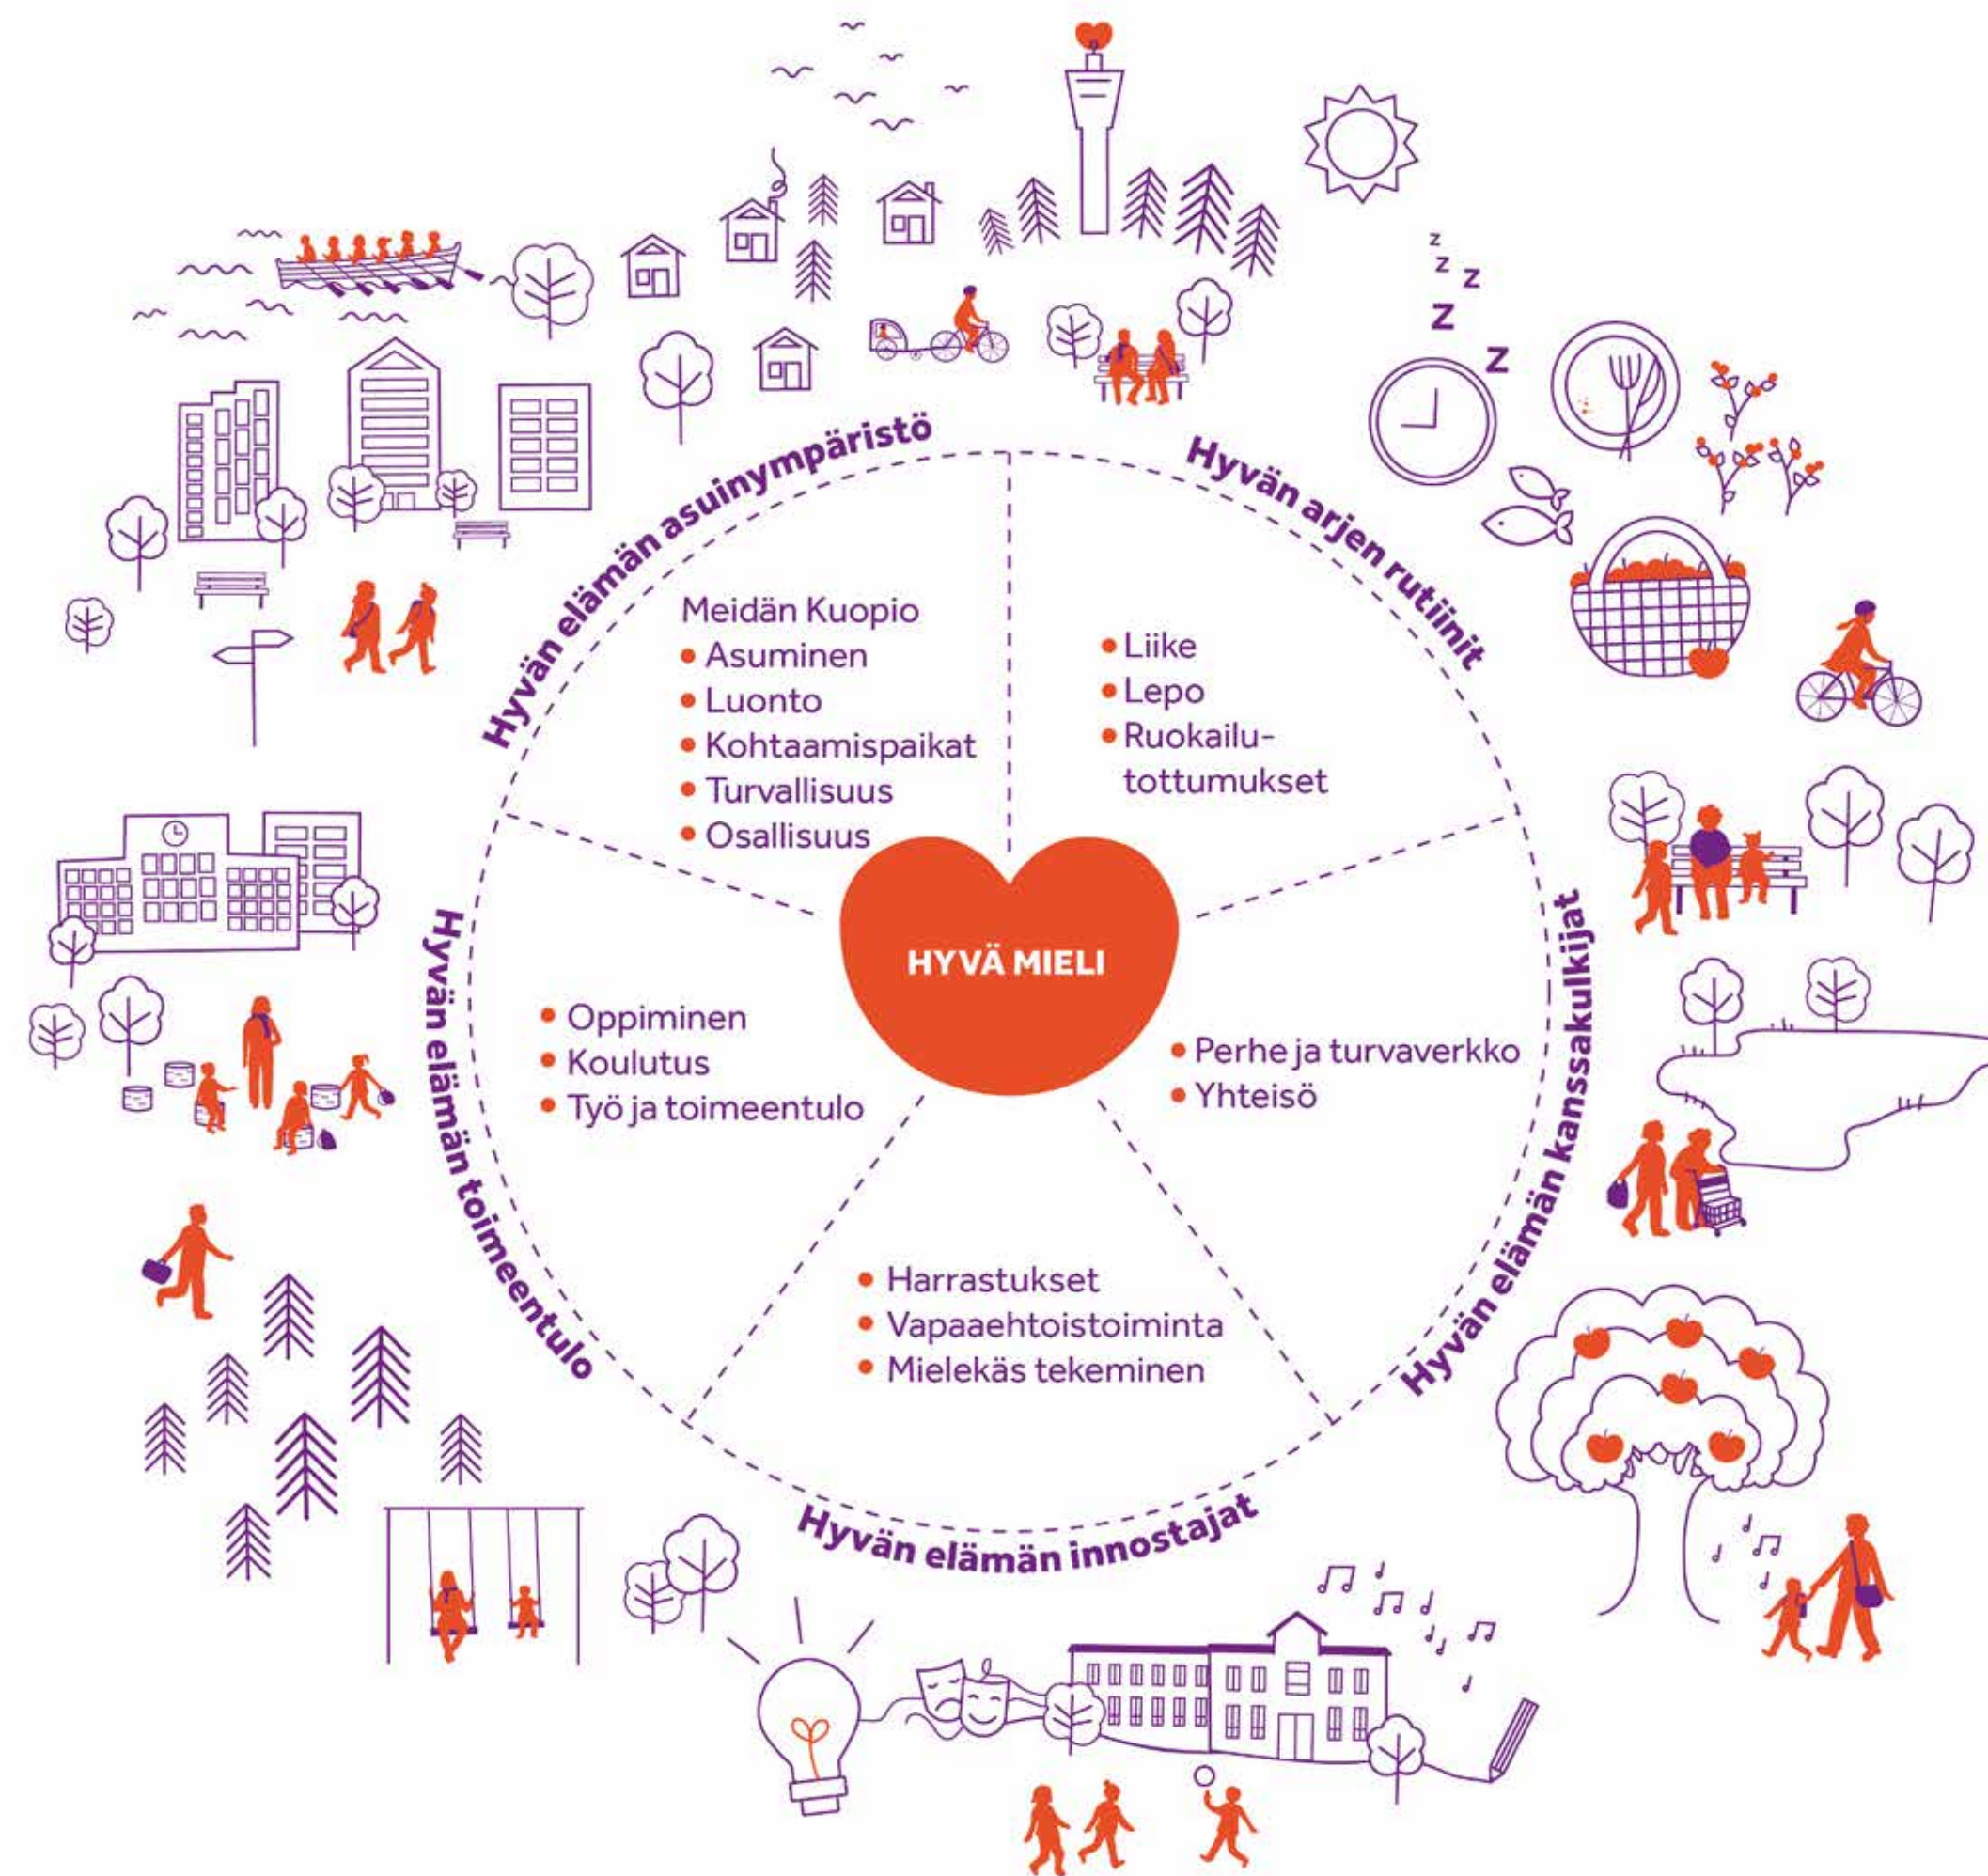 z
z
z
z
z
Hyvän elämän asuinympäristö
Meidän Kuopio
• Asuminen
• Luonto
• Kohtaamispaikat
• Turvallisuus
• Osallisuus
Hyvän arjen rutiinit
• Liike
• Lepo
• Ruokailu-
tottumukset
HYVÄ MIELI
Hyvän elämän toimeentulo
• Oppiminen
• Koulutus
• Työ ja toimeentulo
Hyvän elämän kanssakulkijat
• Perhe ja turvaverkko
• Yhteisö
• Harrastukset
• Vapaaehtoistoiminta
• Mielekäs tekeminen
Hyvän elämän innostajat